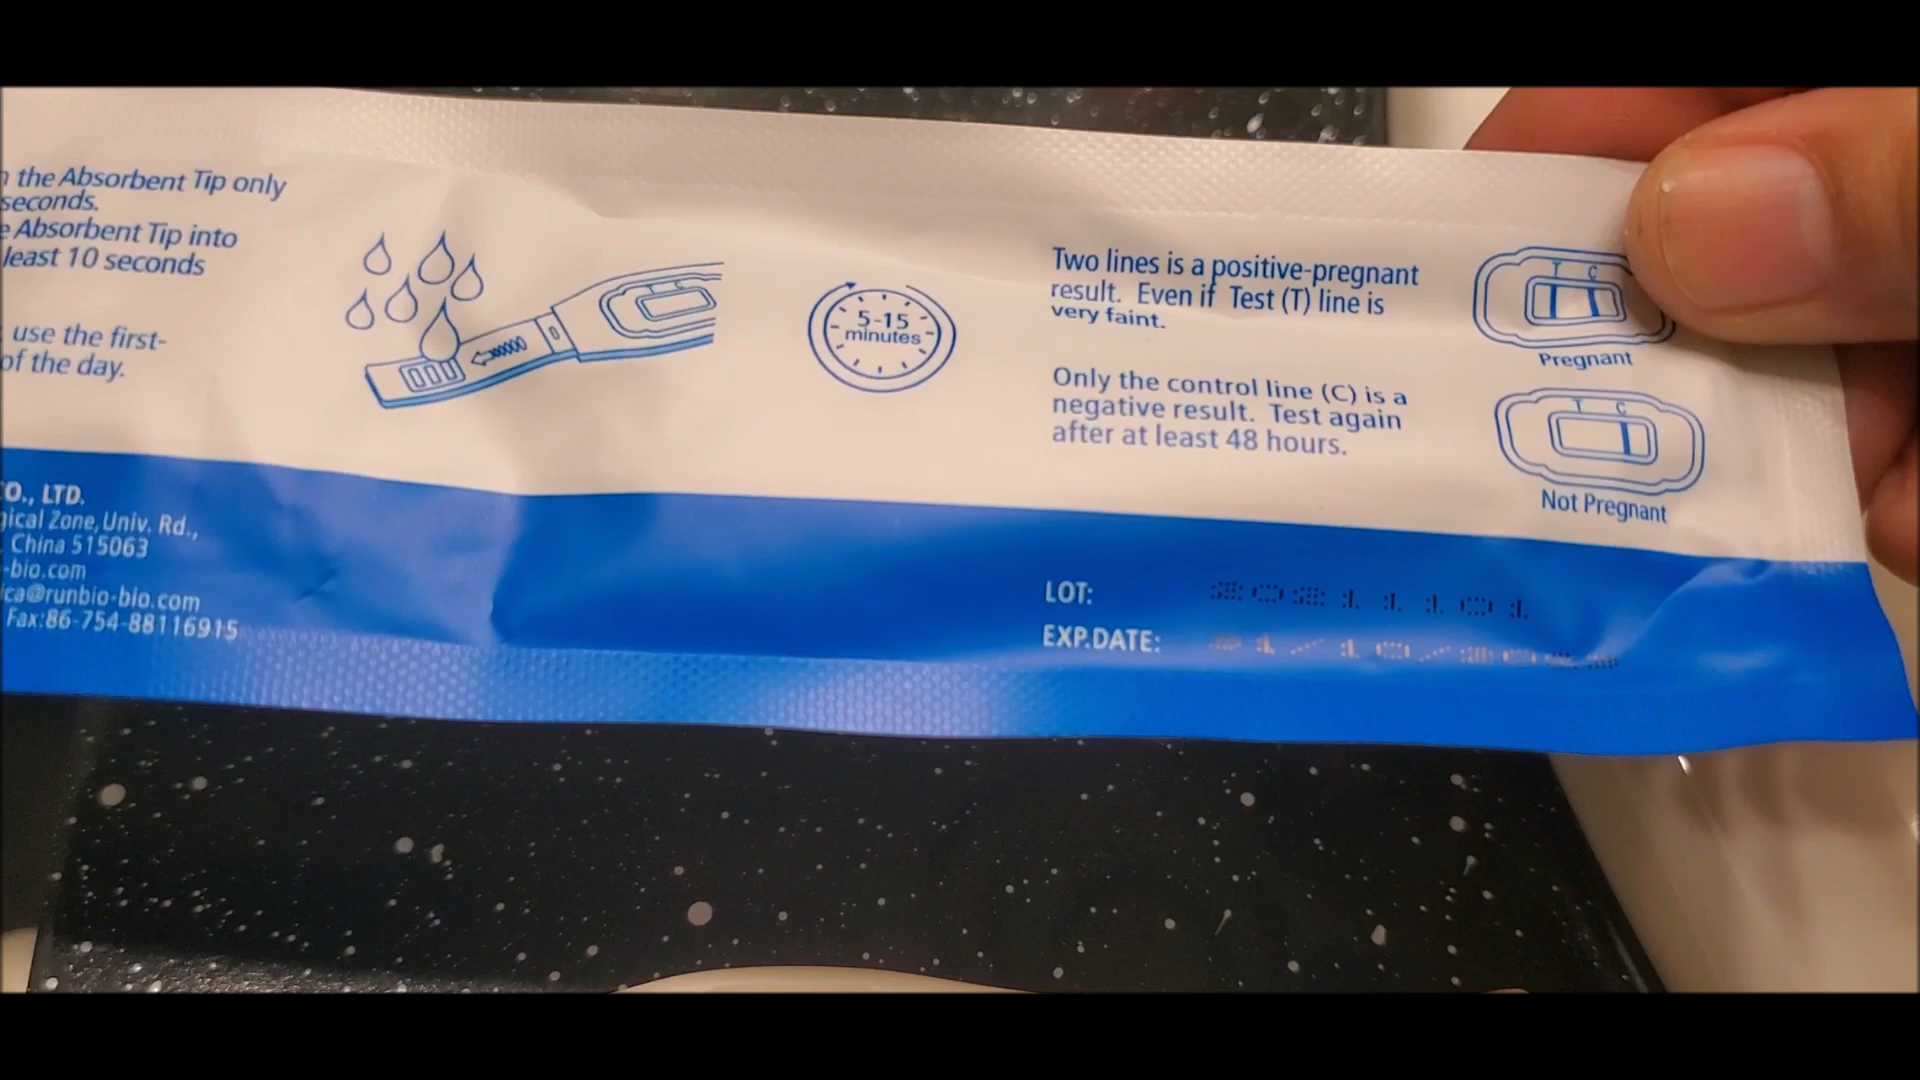 the Absorbent Tip only
seconds.
Absorbent Tip into
least 10 seconds
use the first-
of the day.
T C
5-15
minutes
Two lines is a positive-pregnant
result. Even if Test (T) line is
very faint.
T C
Pregnant
Only the control line (C) is a
negative result. Test again
after at least 48 hours.
T C
Not Pregnant
O., LTD.
gical Zone, Univ. Rd.,
China 515063
-bio.com
ica@runbio-bio.com
Fax:86-754-88116915
LOT: 20211101
EXP.DATE: